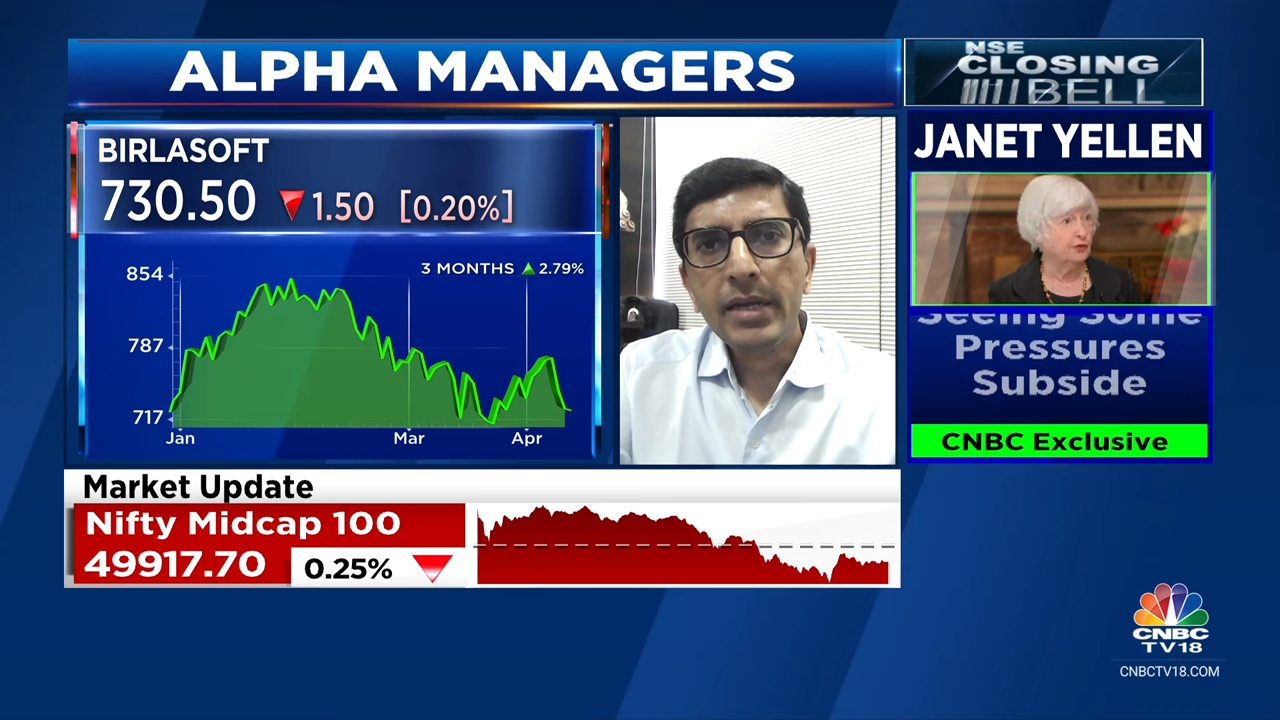 ALPHA MANAGERS
NSE
CLOSING
BELL
BIRLASOFT
730.50 ▼ 1.50 [0.20%]
3 MONTHS ▲ 2.79%
854
787
717
Jan Mar Apr
JANET YELLEN
Seeing Some
Pressures
Subside
CNBC Exclusive
Market Update
Nifty Midcap 100
49917.70 0.25% ▼
CNBC
TV18
CNBCTV18.COM